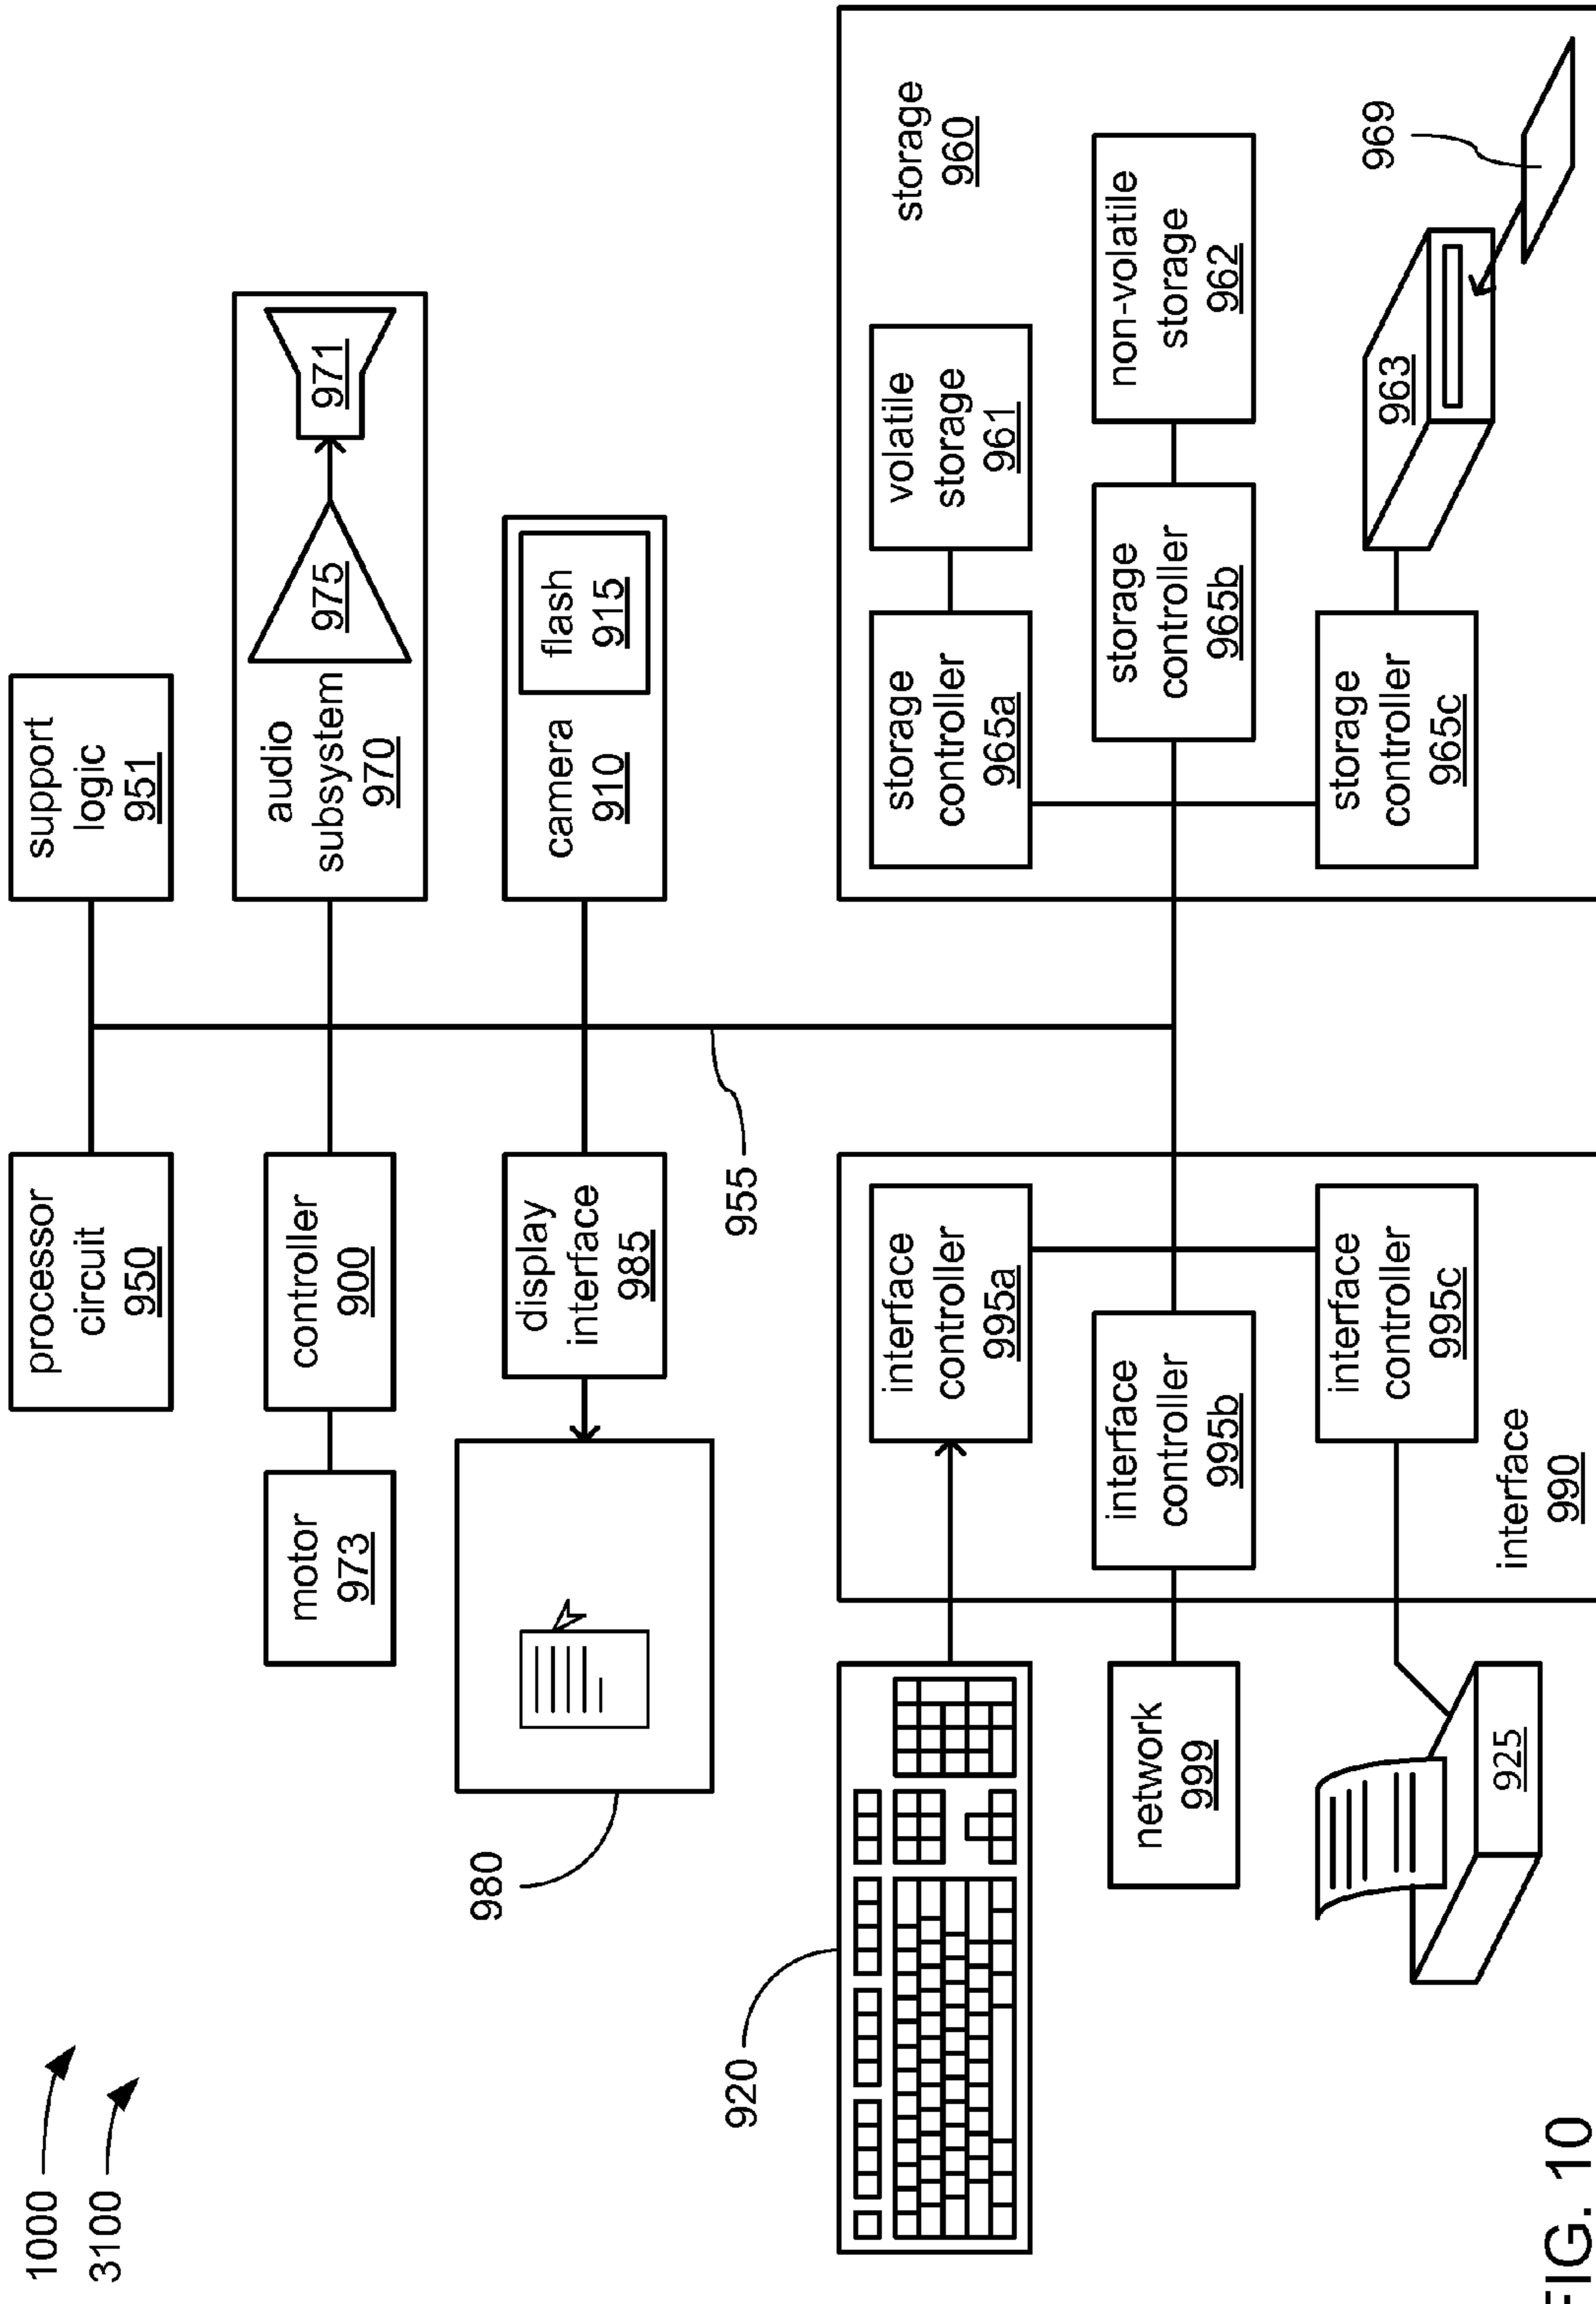 1000
3100
processor
circuit
950
support
logic
951
motor
973
controller
900
audio
subsystem
970
975
971
980
display
interface
985
camera
910
flash
915
955
920
interface
controller
995a
network
999
interface
controller
995b
925
interface
controller
995c
interface
990
storage
960
storage
controller
965a
volatile
storage
961
storage
controller
965b
non-volatile
storage
962
storage
controller
965c
963
969
FIG. 10